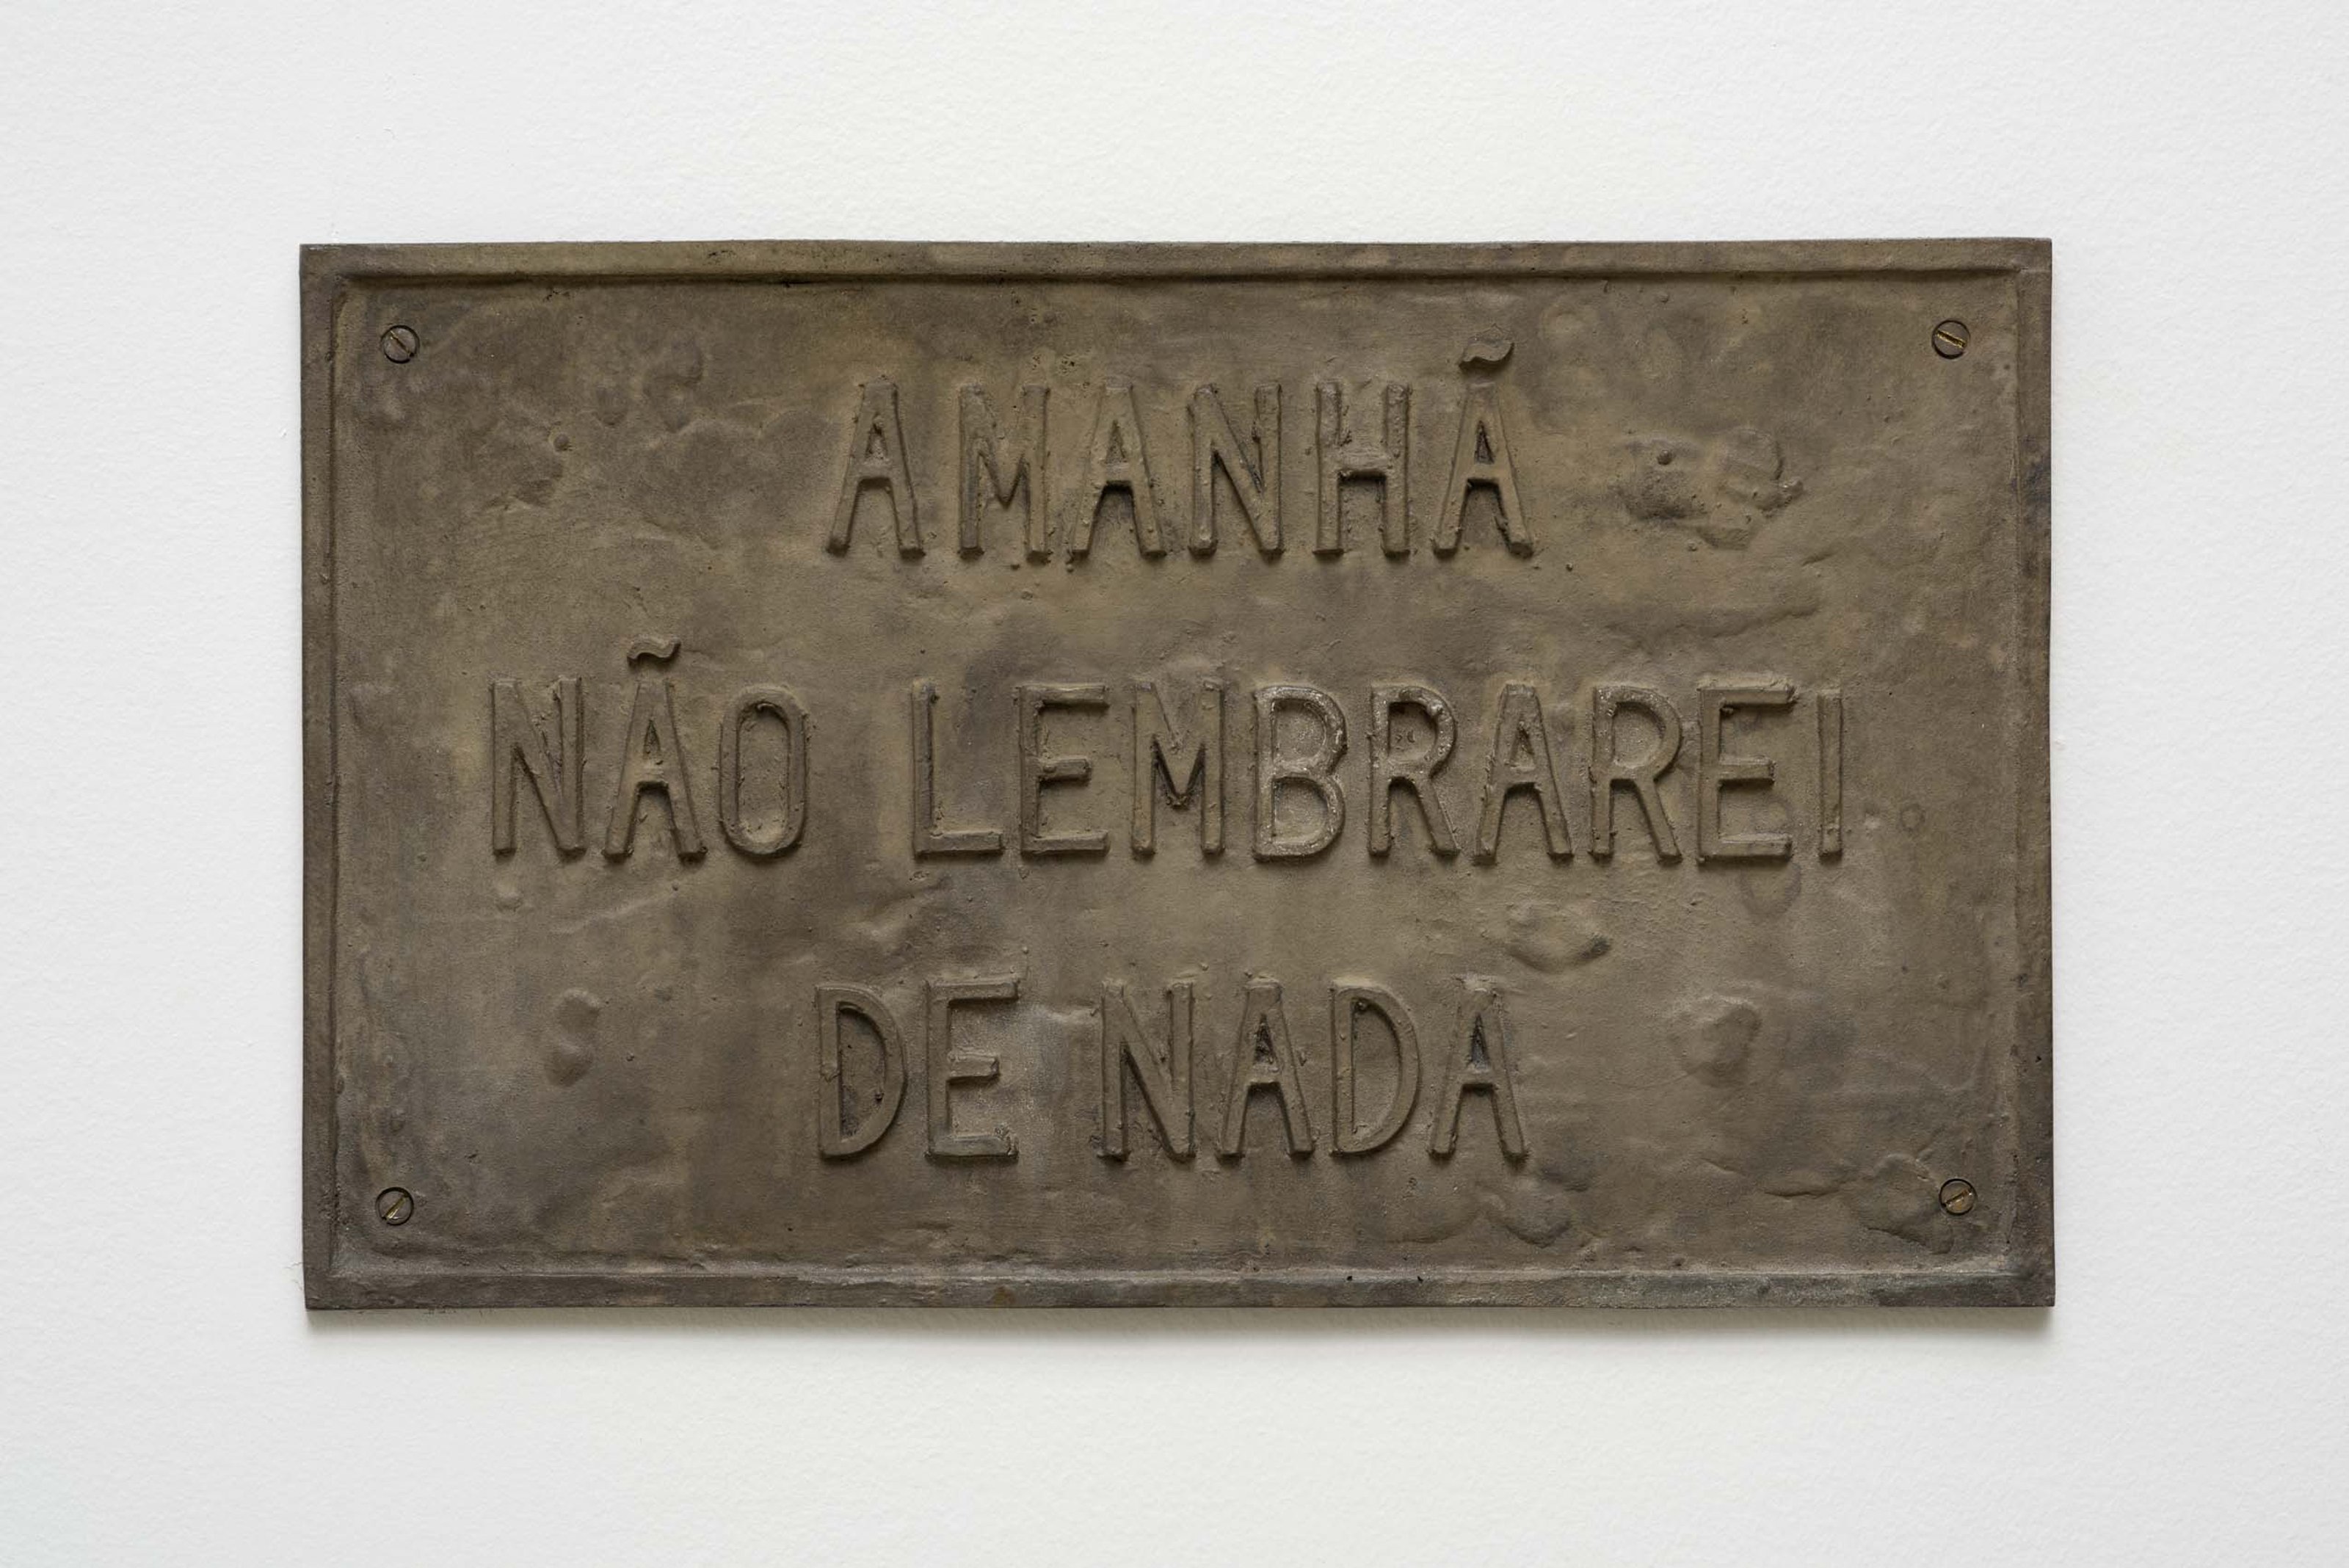 AMANHÃ
NÃO LEMBRAREI
DE NADA